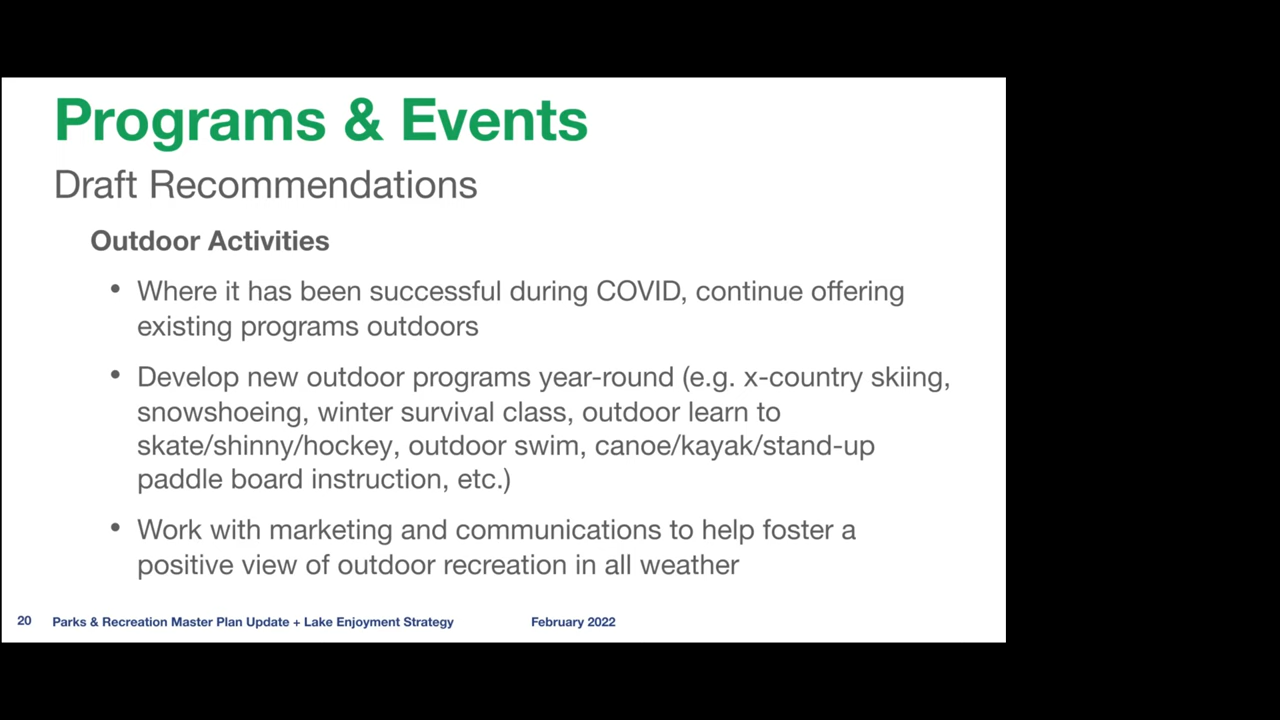 Programs & Events
Draft Recommendations
Outdoor Activities
• Where it has been successful during COVID, continue offering
existing programs outdoors
• Develop new outdoor programs year-round (e.g. x-country skiing,
snowshoeing, winter survival class, outdoor learn to
skate/shinny/hockey, outdoor swim, canoe/kayak/stand-up
paddle board instruction, etc.)
• Work with marketing and communications to help foster a
positive view of outdoor recreation in all weather
20 Parks & Recreation Master Plan Update + Lake Enjoyment Strategy February 2022